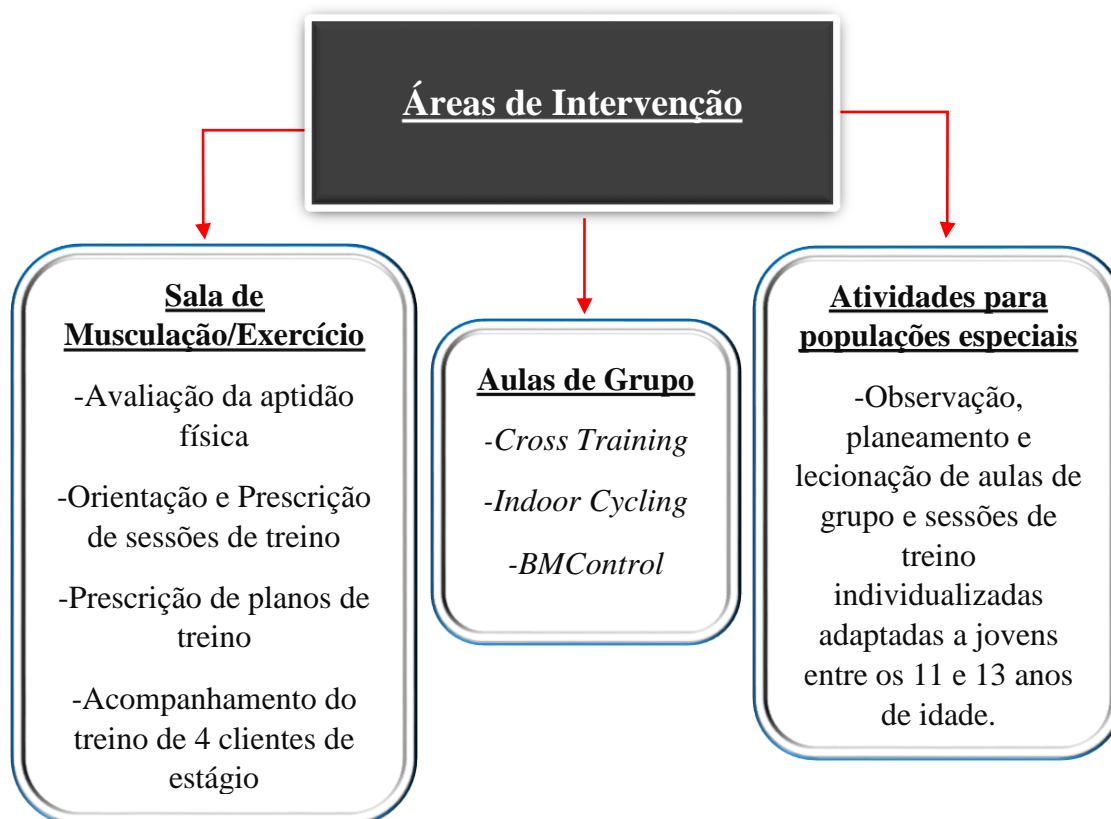 Áreas de Intervenção
Sala de
Musculação/Exercício
-Avaliação da aptidão
física
-Orientação e Prescrição
de sessões de treino
-Prescrição de planos de
treino
-Acompanhamento do
treino de 4 clientes de
estágio
Aulas de Grupo
-Cross Training
-Indoor Cycling
-BMControl
Atividades para
populações especiais
-Observação,
planeamento e
lecionação de aulas de
grupo e sessões de
treino
individualizadas
adaptadas a jovens
entre os 11 e 13 anos
de idade.